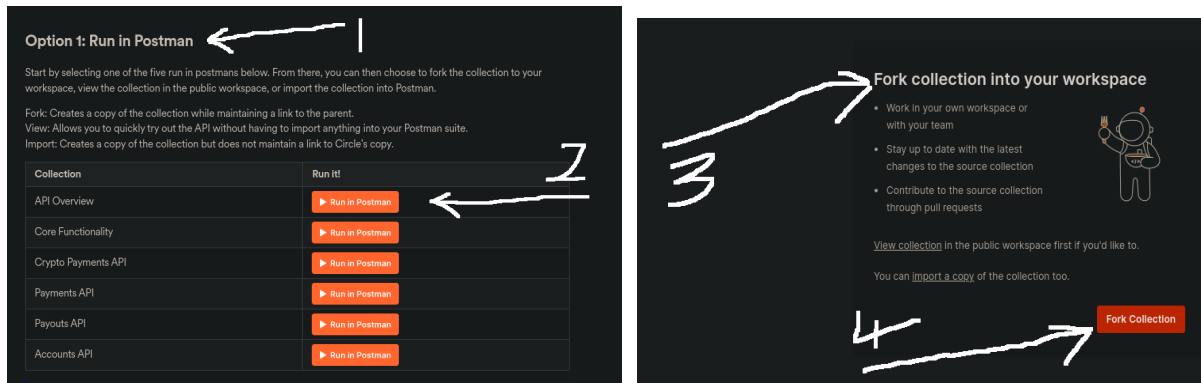 Option 1: Run in Postman
1
Start by selecting one of the five run in postmans below. From there, you can then choose to fork the collection to your
workspace, view the collection in the public workspace, or import the collection into Postman.
Fork: Creates a copy of the collection while maintaining a link to the parent.
View: Allows you to quickly try out the API without having to import anything into your Postman suite.
Import: Creates a copy of the collection but does not maintain a link to Circle's copy.
2
Collection Run it!
API Overview Run in Postman
Core Functionality Run in Postman
Crypto Payments API Run in Postman
Payments API Run in Postman
Payouts API Run in Postman
Accounts API Run in Postman
3
Fork collection into your workspace
Work in your own workspace or
with your team
Stay up to date with the latest
changes to the source collection
Contribute to the source collection
through pull requests
</>
View collection in the public workspace first if you'd like to.
You can import a copy of the collection too.
4
Fork Collection